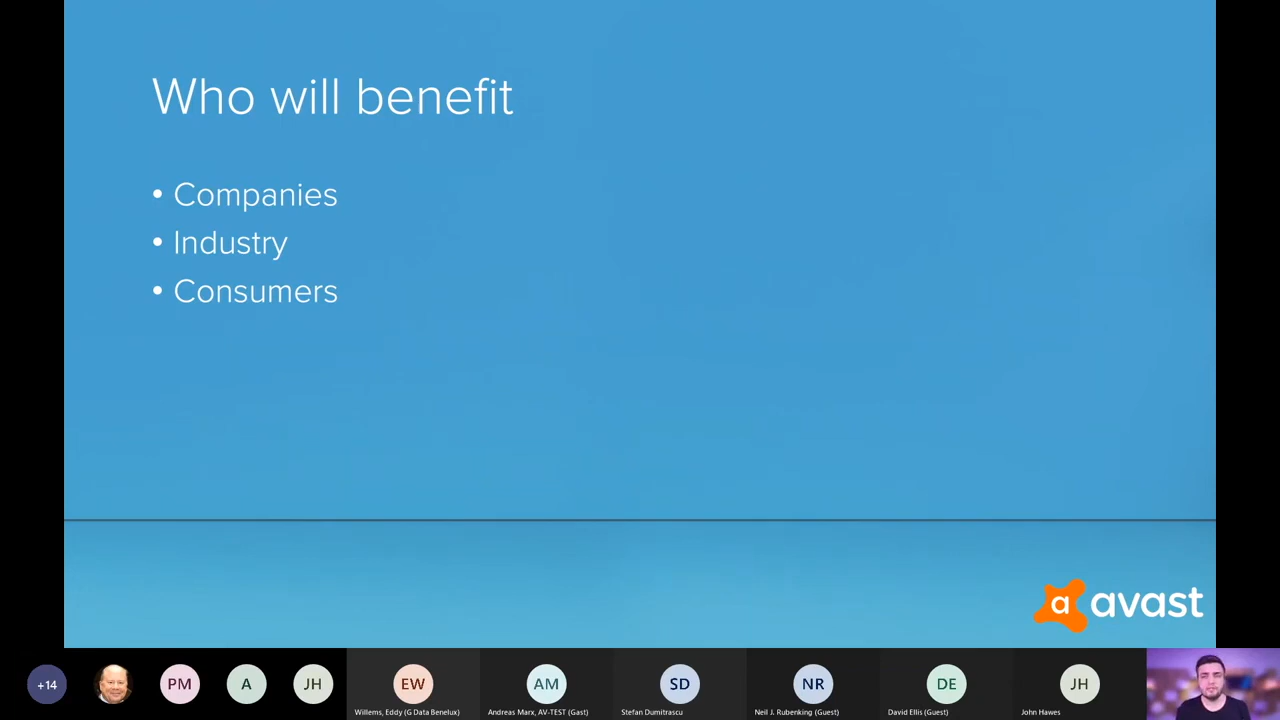 Who will benefit
• Companies
• Industry
• Consumers
a avast
+14
PM
A
JH
EW
AM
SD
NR
DE
JH
Willems, Eddy (G Data Benelux)
Andreas Marx, AV-TEST (Gast)
Stefan Dumitrascu
Neil J. Rubenking (Guest)
David Ellis (Guest)
John Hawes